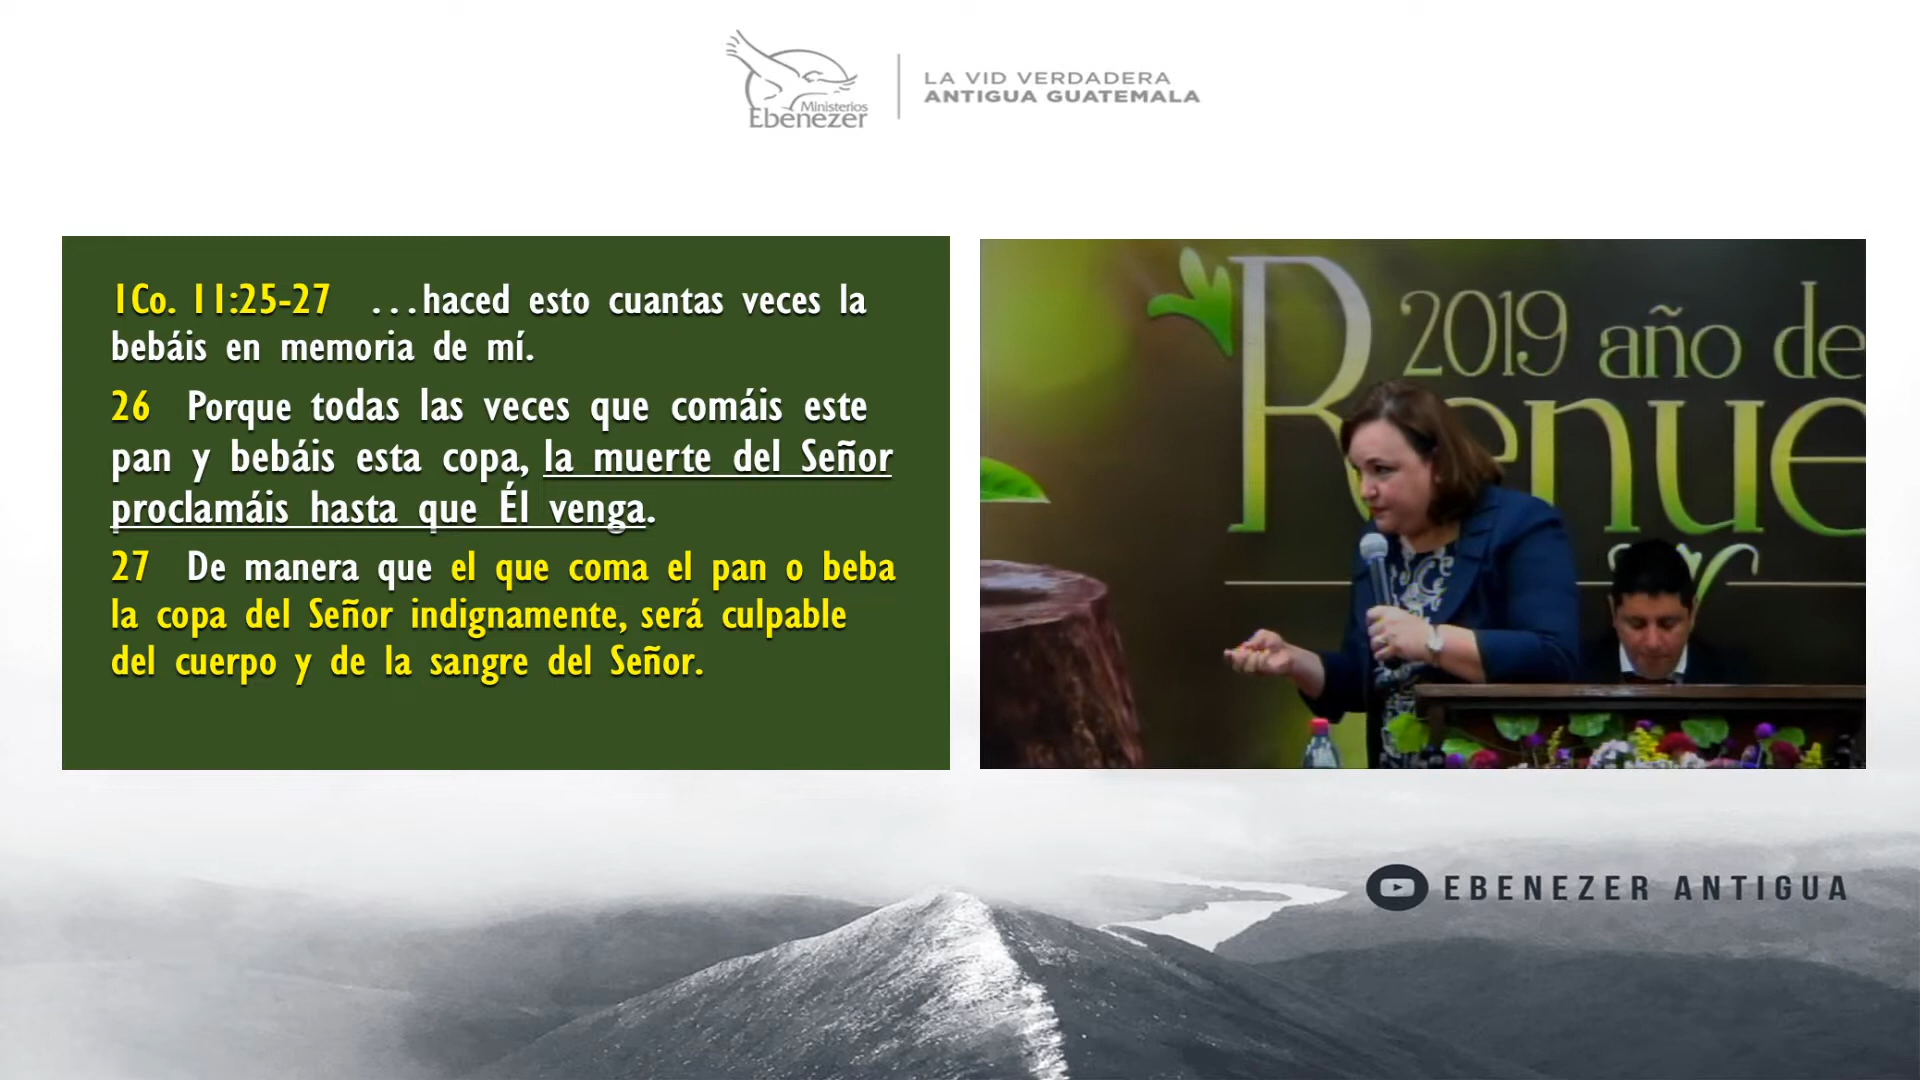 Ministerios
Ebenezer
LA VID VERDADERA
ANTIGUA GUATEMALA
1Co. 11:25-27 ...haced esto cuantas veces la
bebáis en memoria de mí.
26 Porque todas las veces que comáis este
pan y bebáis esta copa, la muerte del Señor
proclamáis hasta que Él venga.
27 De manera que el que coma el pan o beba
la copa del Señor indignamente, será culpable
del cuerpo y de la sangre del Señor.
2019 año de
Renue
EBENEZER ANTIGUA